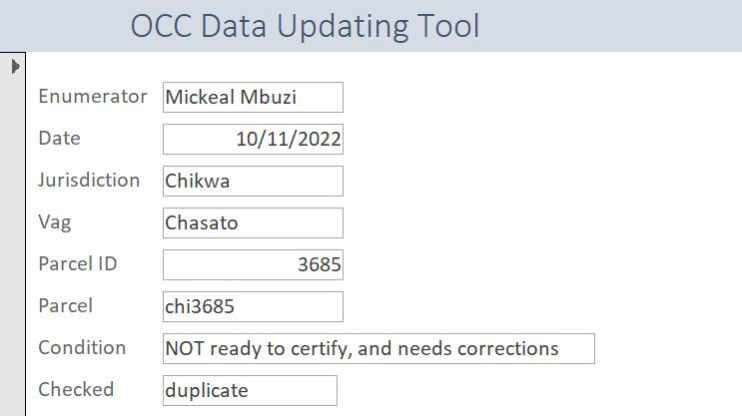 OCC Data Updating Tool
Enumerator Mickeal Mbuzi
Date 10/11/2022
Jurisdiction Chikwa
Vag Chasato
Parcel ID 3685
Parcel chi3685
Condition NOT ready to certify, and needs corrections
Checked duplicate